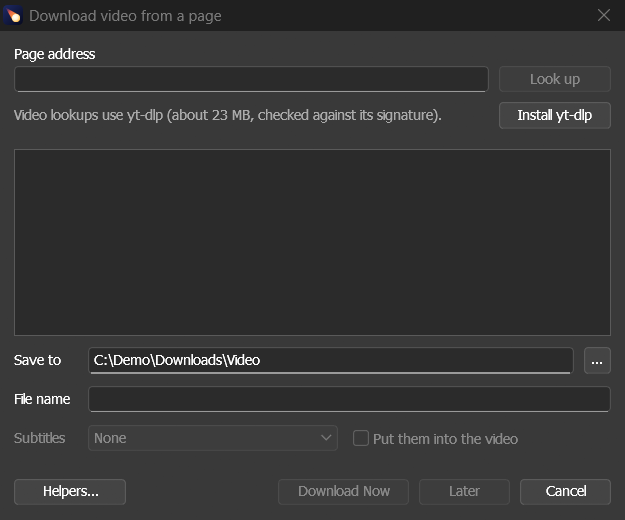 Download video from a page
Page address
Look up
Video lookups use yt-dlp (about 23 MB, checked against its signature).
Install yt-dlp
Save to
C:\Demo\Downloads\Video
...
File name
Subtitles
None
Put them into the video
Helpers...
Download Now
Later
Cancel